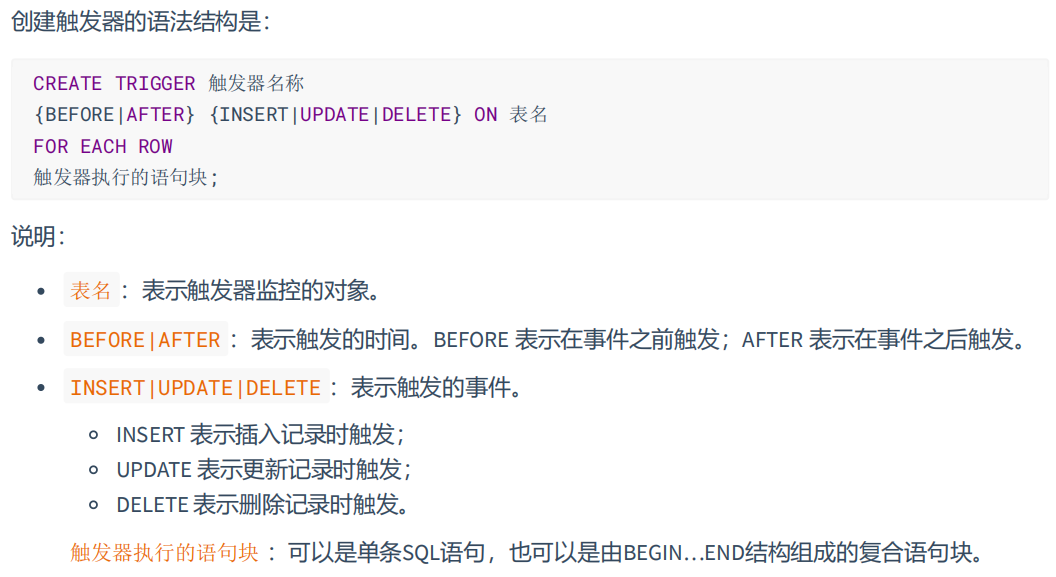 创建触发器的语法结构是：
CREATE TRIGGER 触发器名称
{BEFORE|AFTER} {INSERT|UPDATE|DELETE} ON 表名
FOR EACH ROW
触发器执行的语句块;
说明：
表名 ：表示触发器监控的对象。
BEFORE|AFTER ：表示触发的时间。BEFORE 表示在事件之前触发；AFTER 表示在事件之后触发。
INSERT|UPDATE|DELETE ：表示触发的事件。
INSERT 表示插入记录时触发；
UPDATE 表示更新记录时触发；
DELETE 表示删除记录时触发。
触发器执行的语句块 ：可以是单条SQL语句，也可以是由BEGIN…END结构组成的复合语句块。